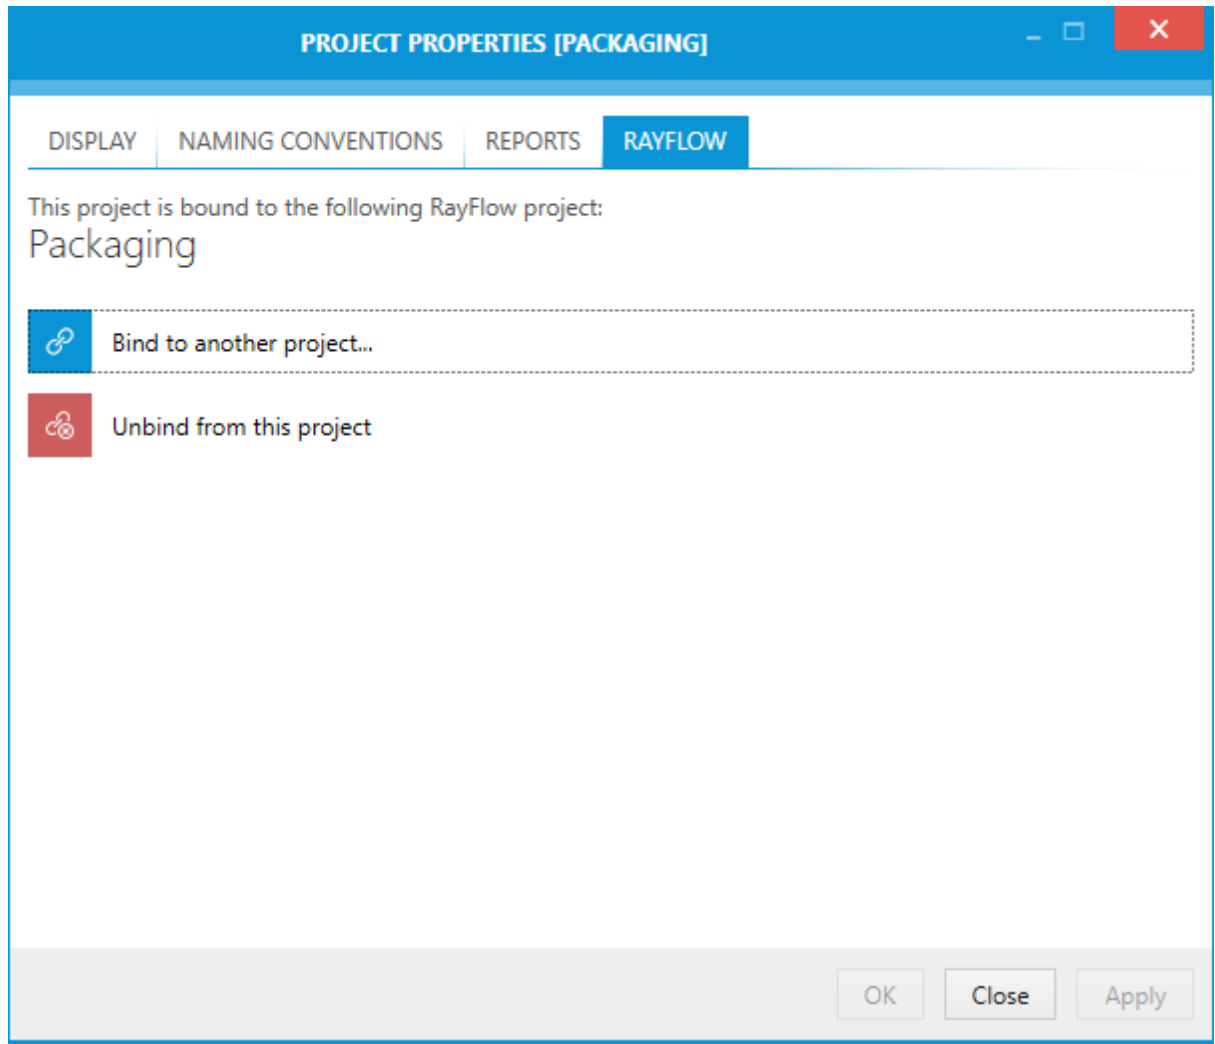 PROJECT PROPERTIES [PACKAGING]
DISPLAY NAMING CONVENTIONS REPORTS RAYFLOW
This project is bound to the following RayFlow project:
Packaging
Bind to another project...
Unbind from this project
OK Close Apply